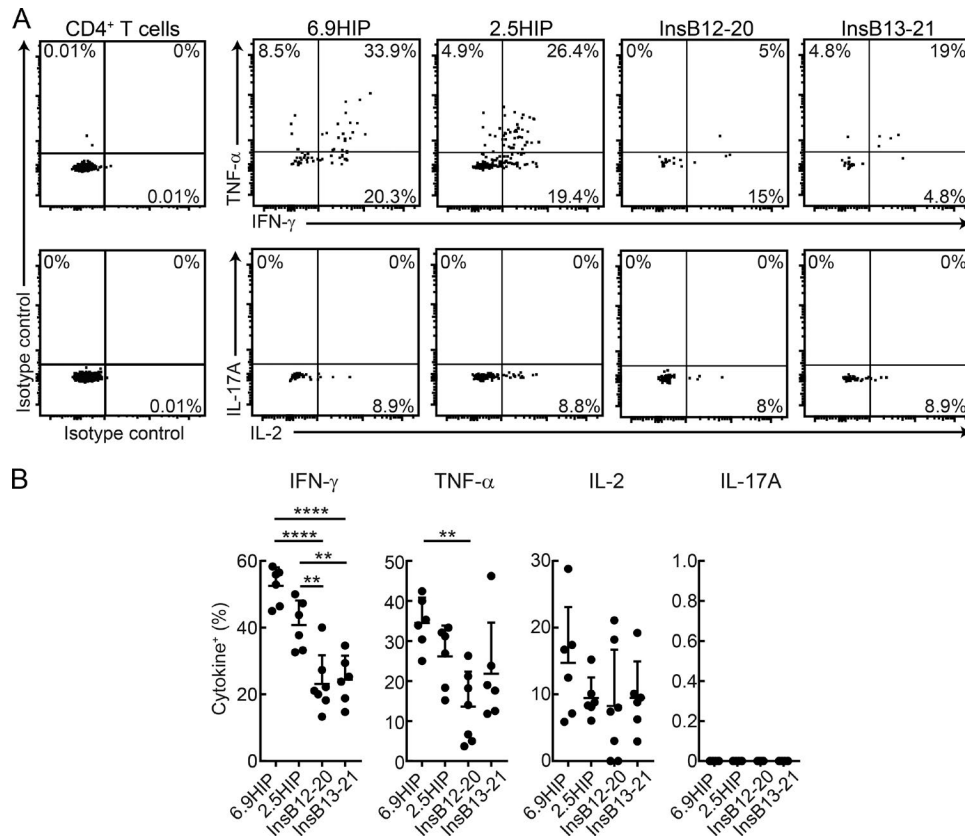 A
CD4⁺ T cells
6.9HIP
2.5HIP
InsB12-20
InsB13-21
0.01% 0%
0.01%
8.5% 33.9%
20.3%
4.9% 26.4%
19.4%
0% 5%
15%
4.8% 19%
4.8%
TNF-α
IFN-γ
0% 0%
0.01%
0% 0%
8.9%
0% 0%
8.8%
0% 0%
8%
0% 0%
8.9%
Isotype control
Isotype control
IL-17A
IL-2
B
IFN-γ
TNF-α
IL-2
IL-17A
****
****
**
**
**
Cytokine⁺ (%)
60
40
20
0
6.9HIP
2.5HIP
InsB12-20
InsB13-21
50
40
30
20
10
0
6.9HIP
2.5HIP
InsB12-20
InsB13-21
30
20
10
0
6.9HIP
2.5HIP
InsB12-20
InsB13-21
1.0
0.8
0.6
0.4
0.2
0
6.9HIP
2.5HIP
InsB12-20
InsB13-21